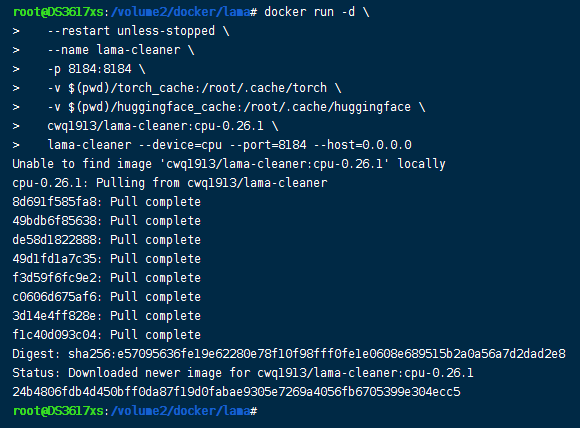 root@DS3617xs:/volume2/docker/lama# docker run -d \
>    --restart unless-stopped \
>    --name lama-cleaner \
>    -p 8184:8184 \
>    -v $(pwd)/torch_cache:/root/.cache/torch \
>    -v $(pwd)/huggingface_cache:/root/.cache/huggingface \
>    cwq1913/lama-cleaner:cpu-0.26.1 \
>    lama-cleaner --device=cpu --port=8184 --host=0.0.0.0
Unable to find image 'cwq1913/lama-cleaner:cpu-0.26.1' locally
cpu-0.26.1: Pulling from cwq1913/lama-cleaner
8d691f585fa8: Pull complete
49bdb6f85638: Pull complete
de58d1822888: Pull complete
49d1fd1a7c35: Pull complete
f3d59f6fc9e2: Pull complete
c0606d675af6: Pull complete
3d14e4ff828e: Pull complete
f1c40d093c04: Pull complete
Digest: sha256:e57095636fe19e62280e78f10f98fff0fe1e0608e689515b2a0a56a7d2dad2e8
Status: Downloaded newer image for cwq1913/lama-cleaner:cpu-0.26.1
24b4806fdb4d450bff0da87f19d0fabae9305e7269a4056fb6705399e304ecc5
root@DS3617xs:/volume2/docker/lama#